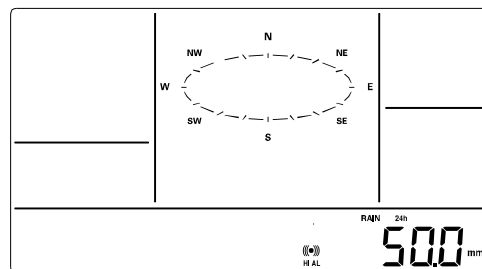 N
NW NE
W E
SW SE
S
RAIN 24h
((●)) 50.0 mm
HI AL